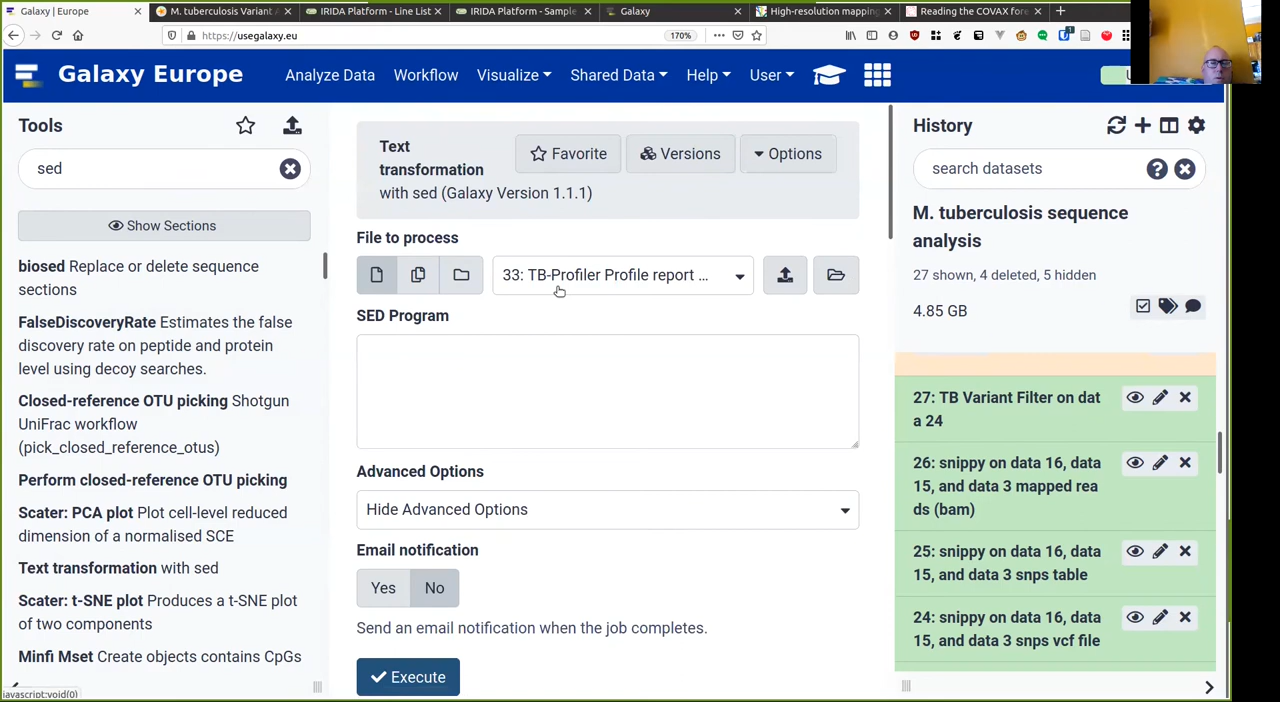 Galaxy | Europe
M. tuberculosis Variant A
IRIDA Platform - Line List
IRIDA Platform - Sample
Galaxy
High-resolution mapping
Reading the COVAX fore
https://usegalaxy.eu
170%
Galaxy Europe
Analyze Data
Workflow
Visualize
Shared Data
Help
User
Tools
sed
Show Sections
biosed Replace or delete sequence
sections
FalseDiscoveryRate Estimates the false
discovery rate on peptide and protein
level using decoy searches.
Closed-reference OTU picking Shotgun
UniFrac workflow
(pick_closed_reference_otus)
Perform closed-reference OTU picking
Scater: PCA plot Plot cell-level reduced
dimension of a normalised SCE
Text transformation with sed
Scater: t-SNE plot Produces a t-SNE plot
of two components
Minfi Mset Create objects contains CpGs
javascript:void(0)
Text
transformation
with sed (Galaxy Version 1.1.1)
Favorite
Versions
Options
File to process
33: TB-Profiler Profile report ...
SED Program
Advanced Options
Hide Advanced Options
Email notification
Yes
No
Send an email notification when the job completes.
Execute
History
search datasets
M. tuberculosis sequence
analysis
27 shown, 4 deleted, 5 hidden
4.85 GB
27: TB Variant Filter on dat
a 24
26: snippy on data 16, data
15, and data 3 mapped rea
ds (bam)
25: snippy on data 16, data
15, and data 3 snps table
24: snippy on data 16, data
15, and data 3 snps vcf file